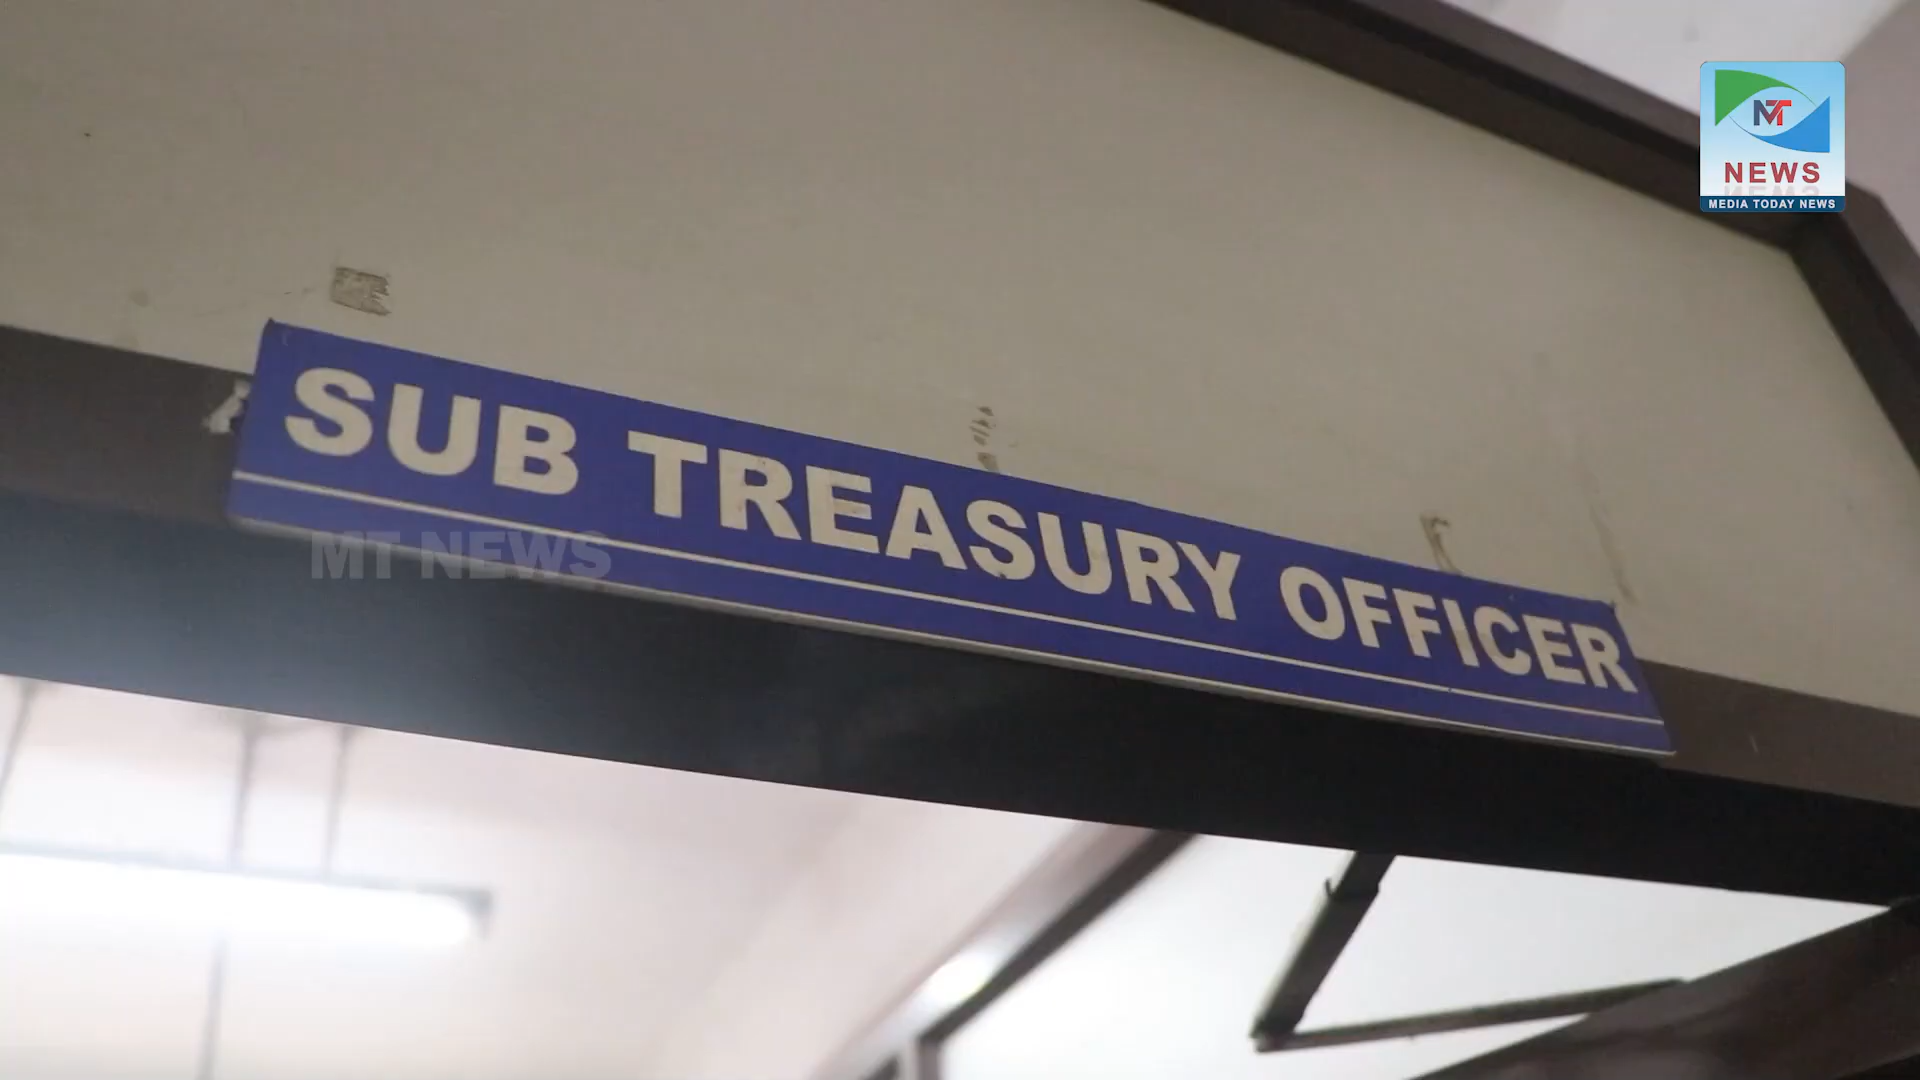 MT
NEWS
MEDIA TODAY NEWS
SUB TREASURY OFFICER
MT NEWS